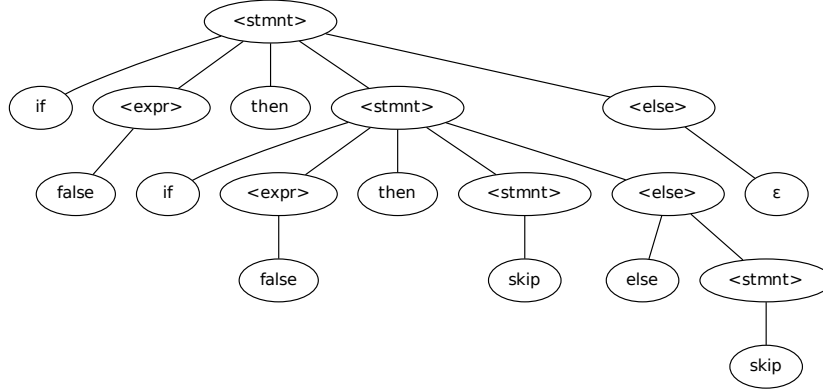 <stmnt>
if <expr> then <stmnt> <else>
false if <expr> then <stmnt> <else> ε
false skip else <stmnt>
skip